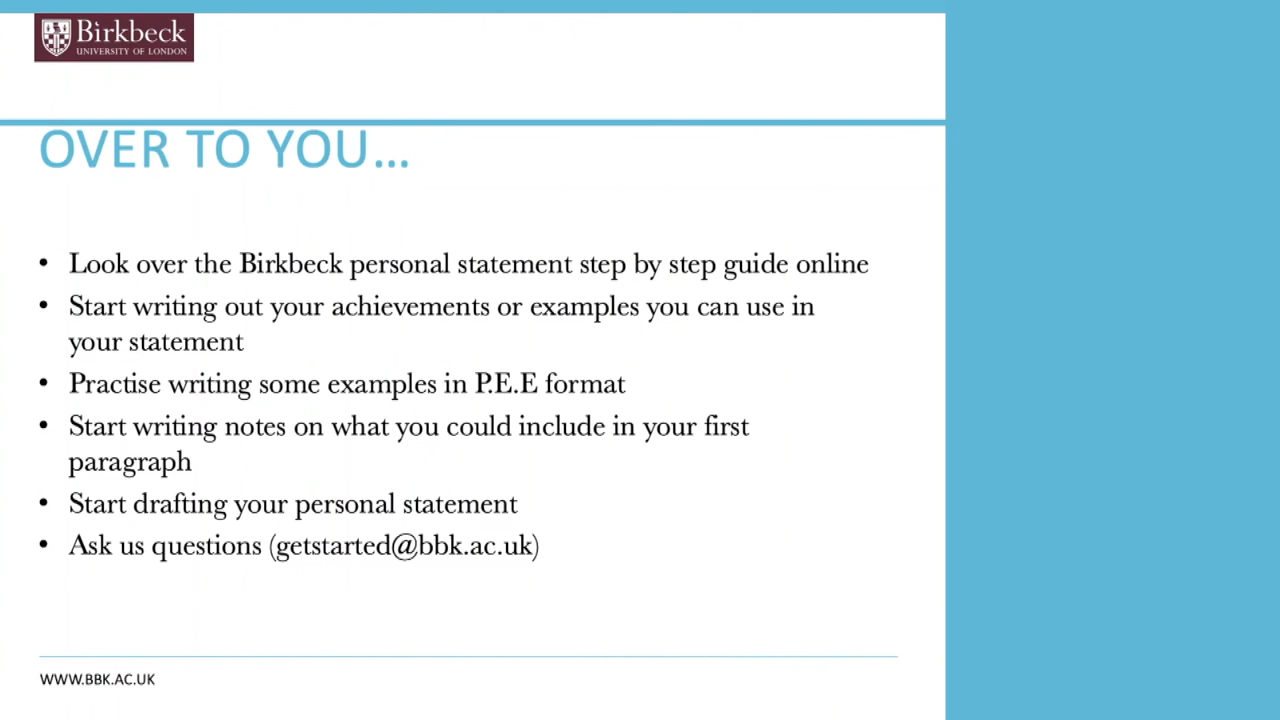 Birkbeck
UNIVERSITY OF LONDON
OVER TO YOU...
• Look over the Birkbeck personal statement step by step guide online
• Start writing out your achievements or examples you can use in
your statement
• Practise writing some examples in P.E.E format
• Start writing notes on what you could include in your first
paragraph
• Start drafting your personal statement
• Ask us questions (getstarted@bbk.ac.uk)
WWW.BBK.AC.UK